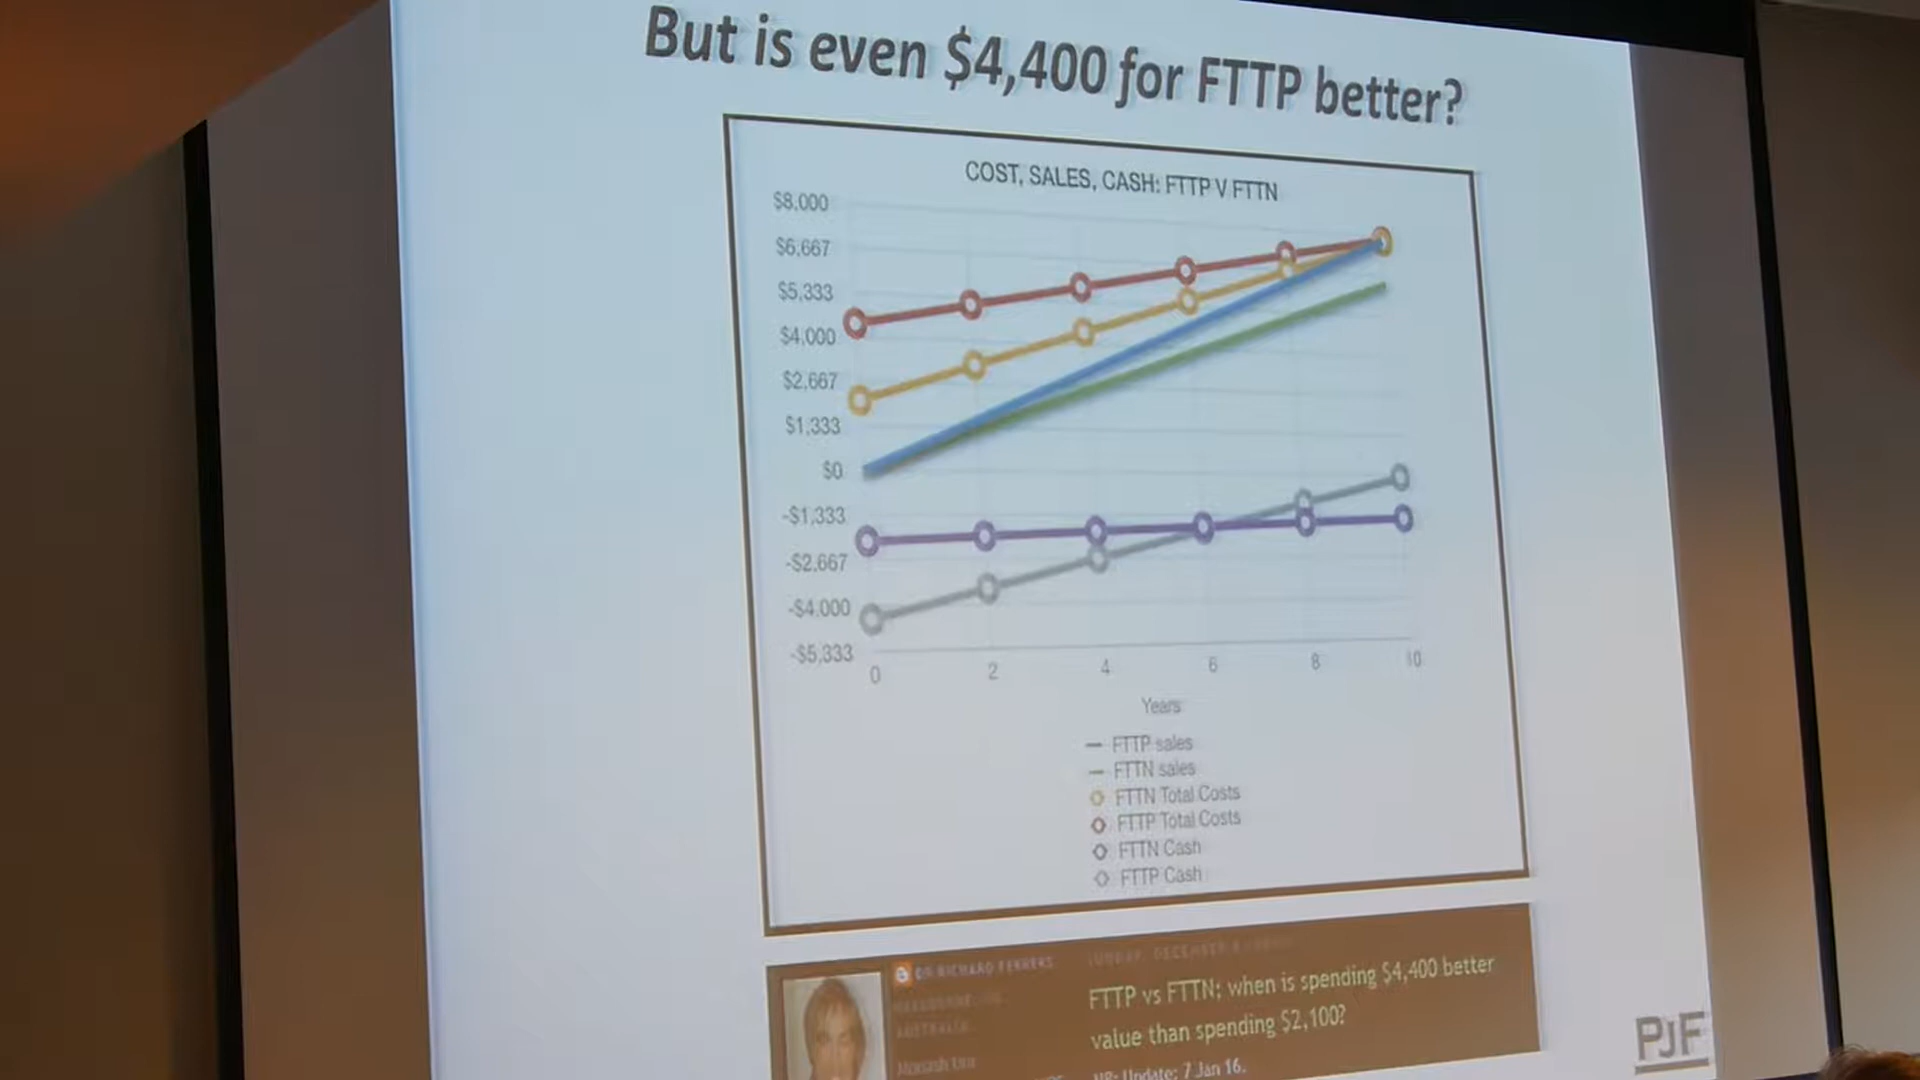 But is even $4,400 for FTTP better?
COST, SALES, CASH: FTTP V FTTN
$8,000
$6,667
$5,333
$4,000
$2,667
$1,333
$0
-$1,333
-$2,667
-$4,000
-$5,333
0 2 4 6 8 10
Years
FTTP sales
FTTN sales
FTTN Total Costs
FTTP Total Costs
FTTN Cash
FTTP Cash
DR RICHARD FERRERS
SUNDAY, DECEMBER
AUSTRALIA
FTTP vs FTTN: when is spending $4,400 better
value than spending $2,100?
Update: 7 Jan 16.
PJF